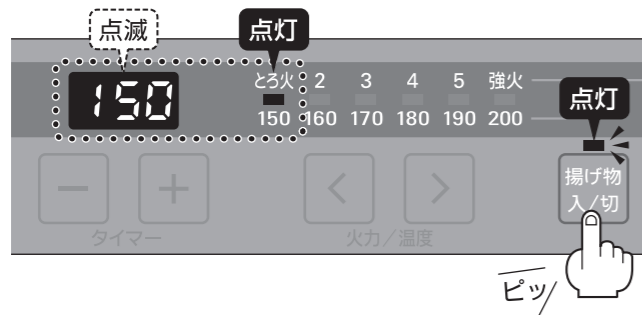 点滅
点灯
150
とろ火 2 3 4 5 強火
150 160 170 180 190 200
点灯
揚げ物
入/切
− +
< >
タイマー
火力/温度
ピッ